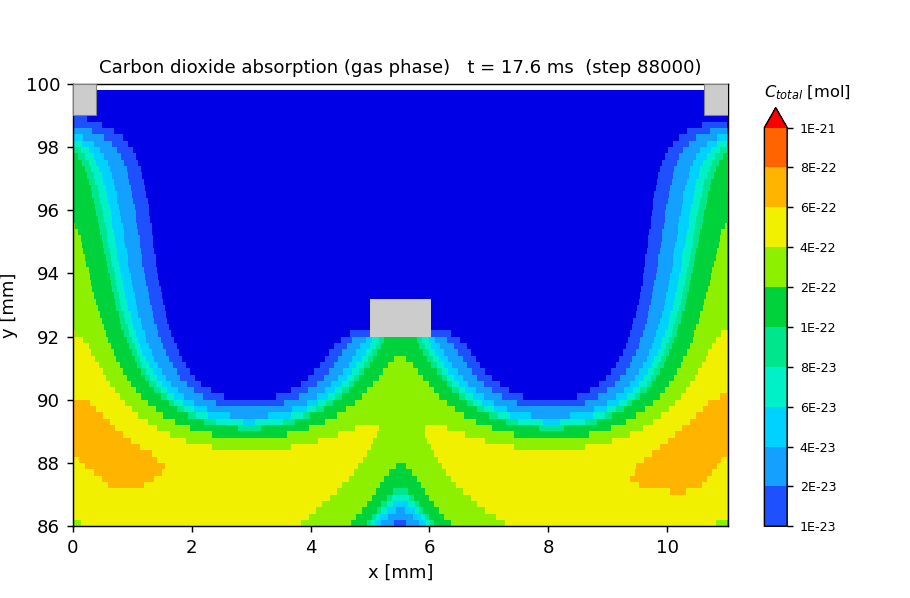 Carbon dioxide absorption (gas phase)   t = 17.6 ms  (step 88000)
C_total [mol]
100
98
96
94
92
90
88
86
y [mm]
0 2 4 6 8 10
x [mm]
1E-21
8E-22
6E-22
4E-22
2E-22
1E-22
8E-23
6E-23
4E-23
2E-23
1E-23